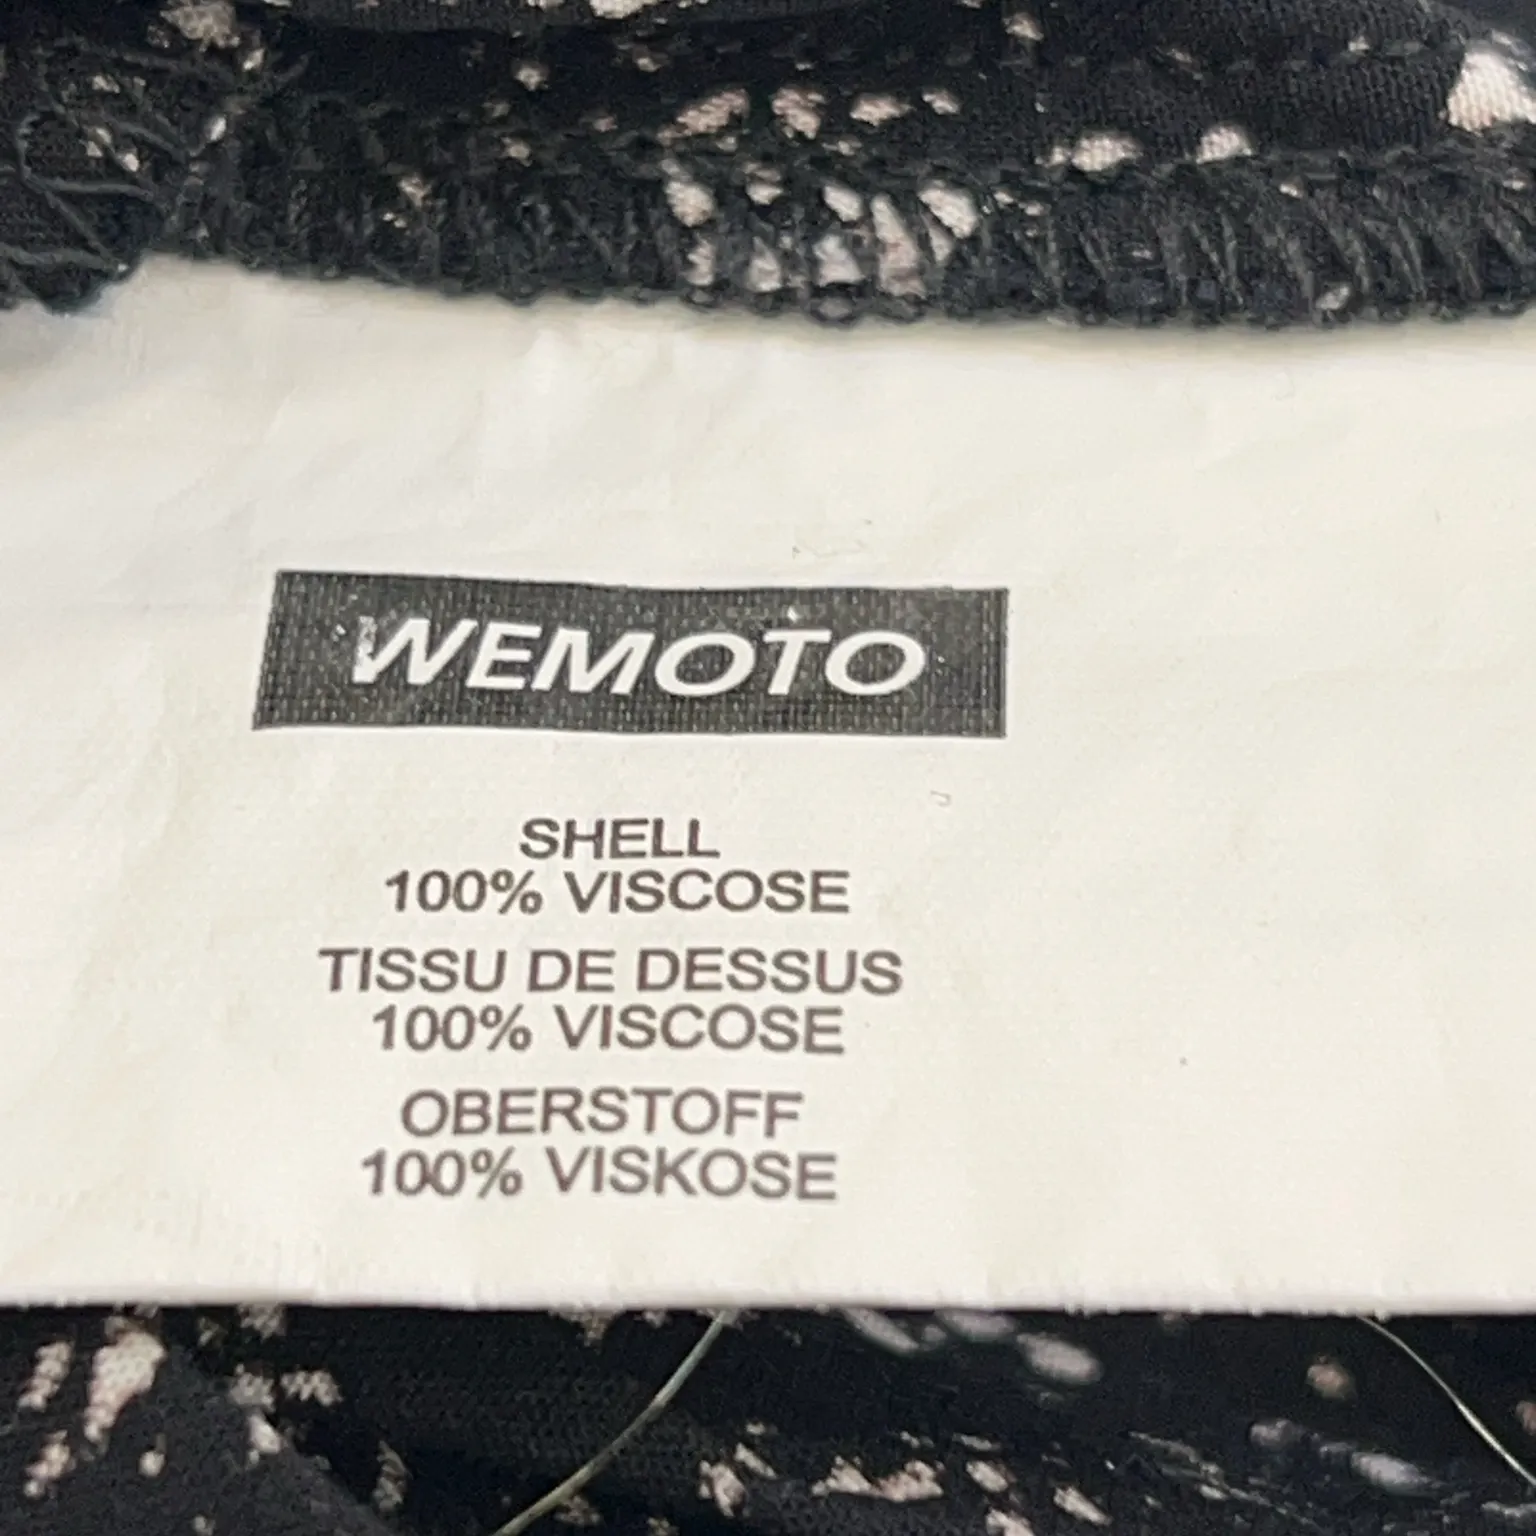 WEMOTO
SHELL
100% VISCOSE
TISSU DE DESSUS
100% VISCOSE
OBERSTOFF
100% VISKOSE